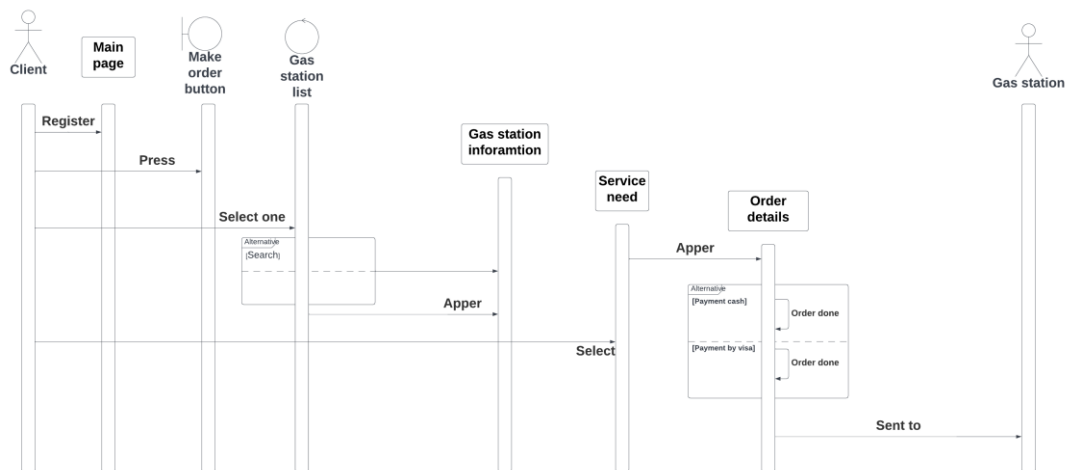 Client
Main
page
Make
order
button
Gas
station
list
Gas station
Register
Gas station
inforamtion
Press
Service
need
Order
details
Select one
Alternative
[Search]
Apper
Apper
Alternative
[Payment cash]
Order done
Select
[Payment by visa]
Order done
Sent to